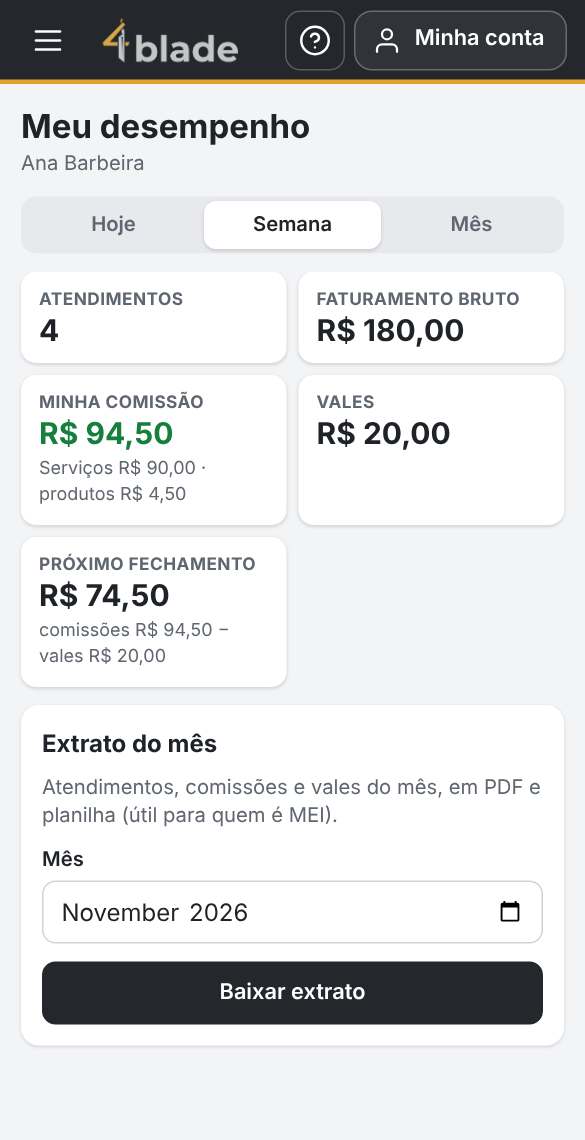 4blade
Minha conta
Meu desempenho
Ana Barbeira
Hoje
Semana
Mês
ATENDIMENTOS
4
FATURAMENTO BRUTO
R$ 180,00
MINHA COMISSÃO
R$ 94,50
Serviços R$ 90,00 ·
produtos R$ 4,50
VALES
R$ 20,00
PRÓXIMO FECHAMENTO
R$ 74,50
comissões R$ 94,50 −
vales R$ 20,00
Extrato do mês
Atendimentos, comissões e vales do mês, em PDF e
planilha (útil para quem é MEI).
Mês
November 2026
Baixar extrato